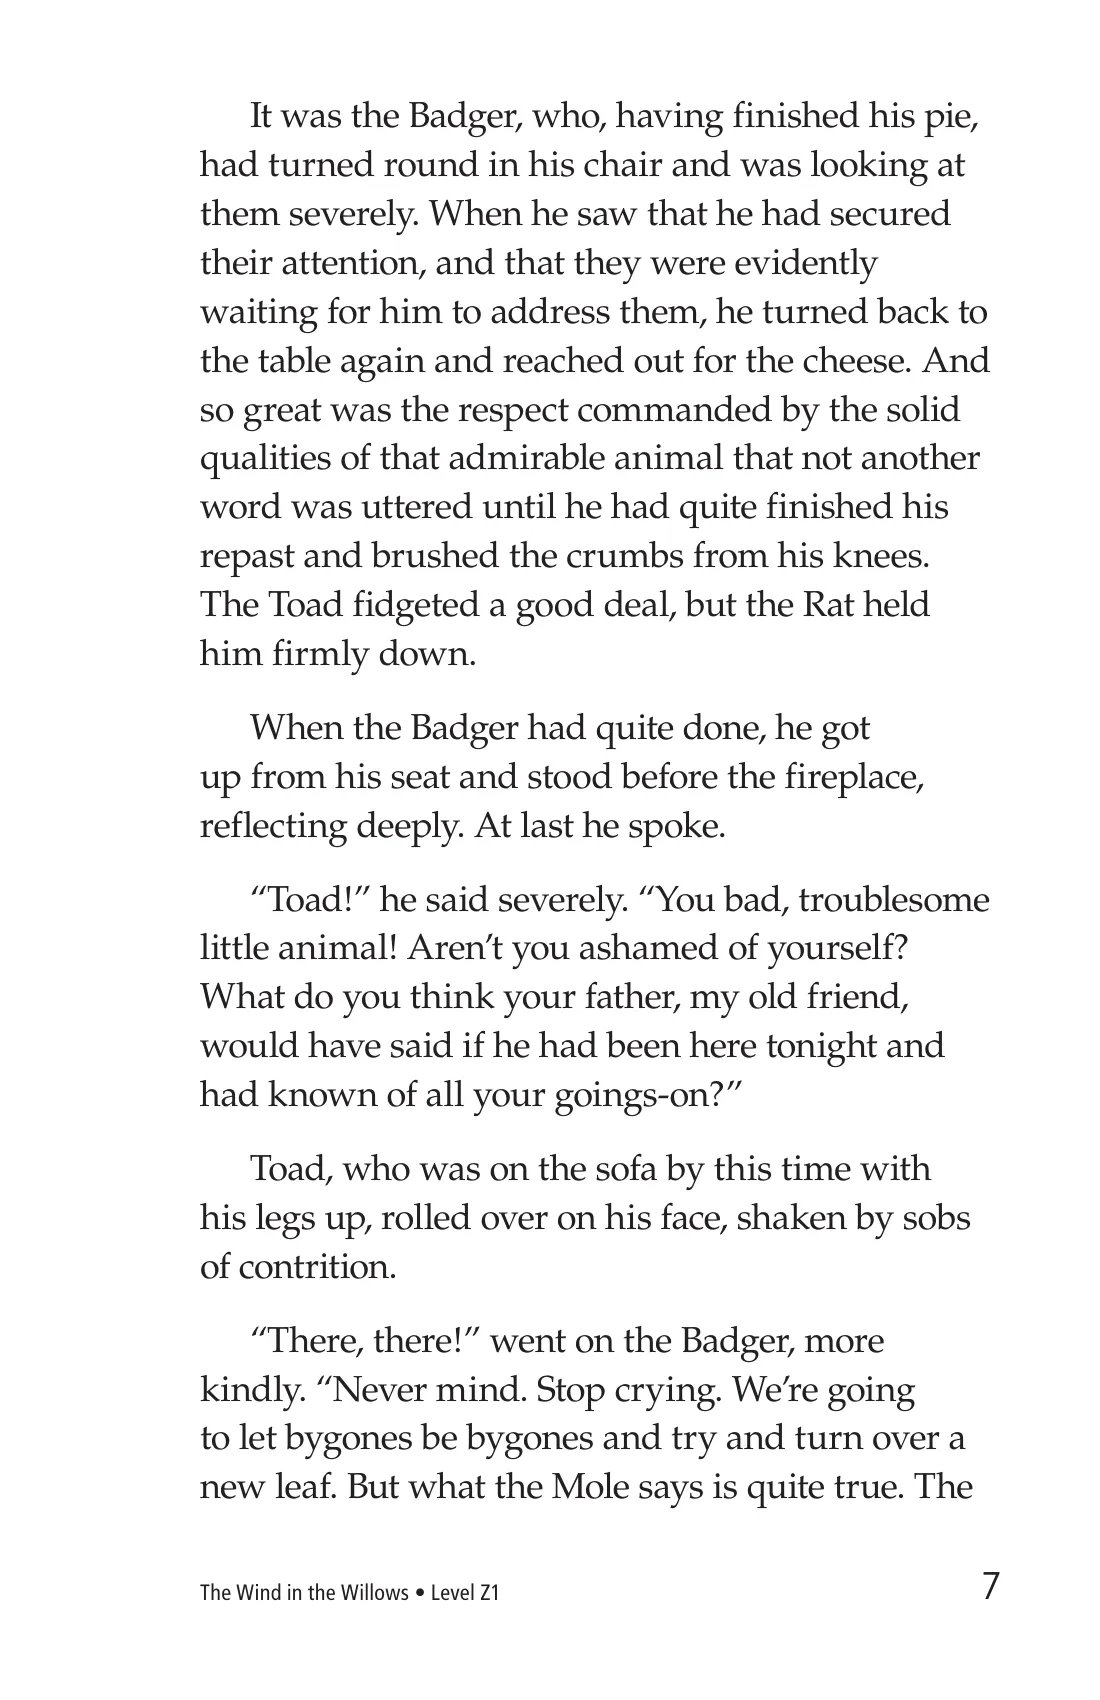 It was the Badger, who, having finished his pie,
had turned round in his chair and was looking at
them severely. When he saw that he had secured
their attention, and that they were evidently
waiting for him to address them, he turned back to
the table again and reached out for the cheese. And
so great was the respect commanded by the solid
qualities of that admirable animal that not another
word was uttered until he had quite finished his
repast and brushed the crumbs from his knees.
The Toad fidgeted a good deal, but the Rat held
him firmly down.
When the Badger had quite done, he got
up from his seat and stood before the fireplace,
reflecting deeply. At last he spoke.
“Toad!” he said severely. “You bad, troublesome
little animal! Aren’t you ashamed of yourself?
What do you think your father, my old friend,
would have said if he had been here tonight and
had known of all your goings-on?”
Toad, who was on the sofa by this time with
his legs up, rolled over on his face, shaken by sobs
of contrition.
“There, there!” went on the Badger, more
kindly. “Never mind. Stop crying. We’re going
to let bygones be bygones and try and turn over a
new leaf. But what the Mole says is quite true. The
The Wind in the Willows • Level Z1
7